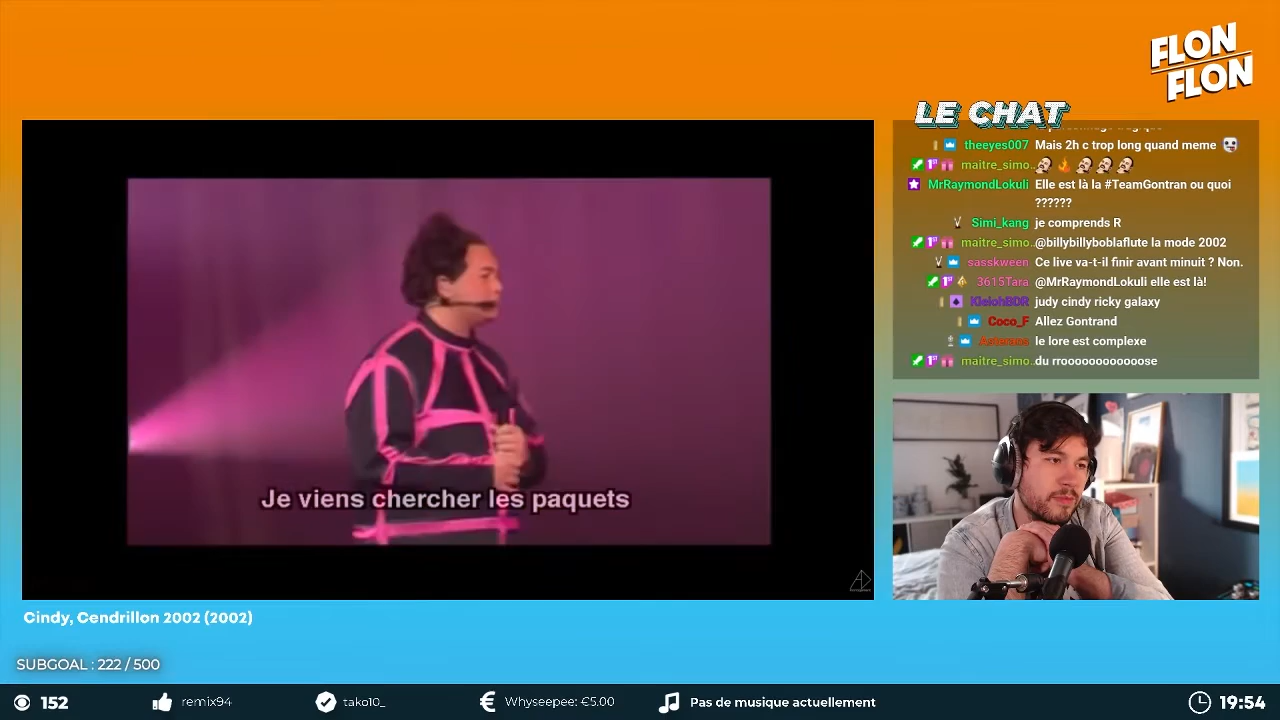 FLON
FLON
LE CHAT
theeyes007 Mais 2h c trop long quand meme
maitre_simo..
MrRaymondLokuli Elle est là la #TeamGontran ou quoi
??????
Simi_kang je comprends R
maitre_simo.. @billybillyboblaflute la mode 2002
sasskween Ce live va-t-il finir avant minuit ? Non.
3615Tara @MrRaymondLokuli elle est là!
KleiohBDR judy cindy ricky galaxy
Coco_F Allez Gontrand
le lore est complexe
maitre_simo.. du rroooooooooooose
Je viens chercher les paquets
Cindy, Cendrillon 2002 (2002)
SUBGOAL : 222 / 500
152 remix94 tako10_ Whyseepee: €5.00 Pas de musique actuellement 19:54